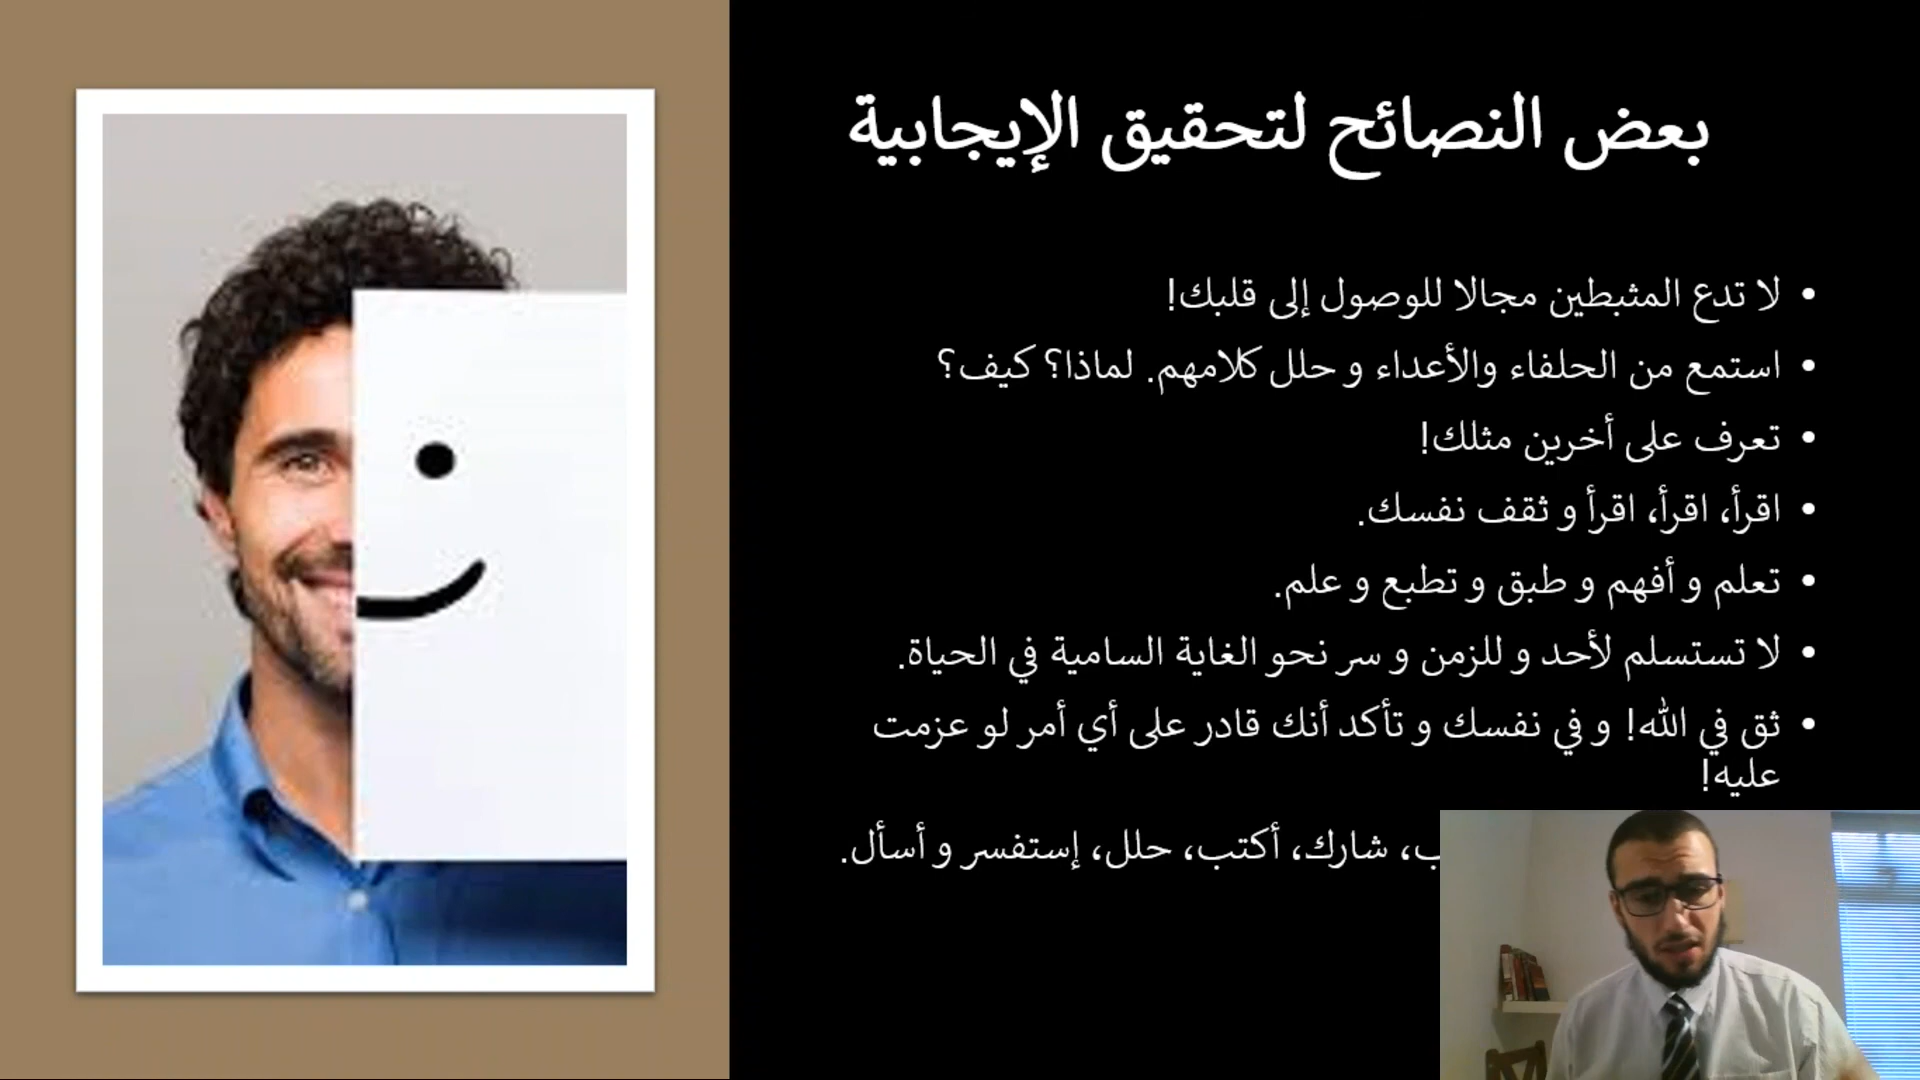 بعض النصائح لتحقيق الإيجابية
• لا تدع المثبطين مجالا للوصول إلى قلبك!
• استمع من الحلفاء والأعداء و حلل كلامهم. لماذا؟ كيف؟
• تعرف على أخرين مثلك!
• اقرأ، اقرأ، اقرأ و ثقف نفسك.
• تعلم و أفهم و طبق و تطبع و علم.
• لا تستسلم لأحد و للزمن و سر نحو الغاية السامية في الحياة.
• ثق في الله! و في نفسك و تأكد أنك قادر على أي أمر لو عزمت
عليه!
شارك، أكتب، حلل، إستفسر و أسأل.